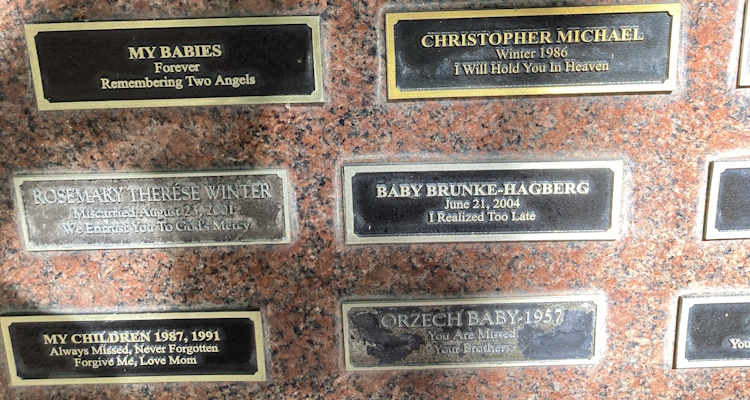 MY BABIES
Forever
Remembering Two Angels
CHRISTOPHER MICHAEL
Winter 1986
I Will Hold You In Heaven
ROSEMARY THERÉSE WINTER
Miscarried August 23, 2001
We Entrust You To God's Mercy
BABY BRUNKE-HAGBERG
June 21, 2004
I Realized Too Late
MY CHILDREN 1987, 1991
Always Missed, Never Forgotten
Forgive Me, Love Mom
ORZECH BABY-1957
You Are Missed
Your Brothers
You